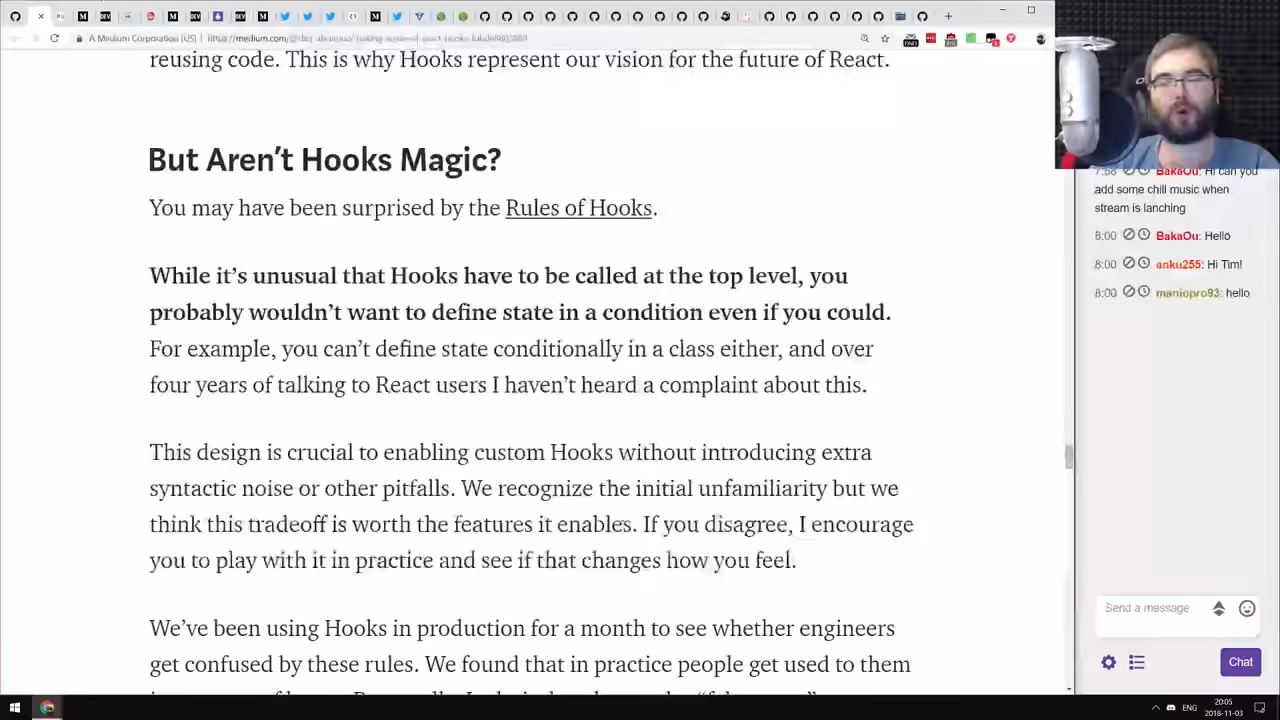 A Medium Corporation [US]
reusing code. This is why Hooks represent our vision for the future of React.
But Aren't Hooks Magic?
You may have been surprised by the Rules of Hooks.
While it's unusual that Hooks have to be called at the top level, you
probably wouldn't want to define state in a condition even if you could.
For example, you can't define state conditionally in a class either, and over
four years of talking to React users I haven't heard a complaint about this.
This design is crucial to enabling custom Hooks without introducing extra
syntactic noise or other pitfalls. We recognize the initial unfamiliarity but we
think this tradeoff is worth the features it enables. If you disagree, I encourage
you to play with it in practice and see if that changes how you feel.
We've been using Hooks in production for a month to see whether engineers
get confused by these rules. We found that in practice people get used to them
7:58 BakaOu: Hi can you
add some chill music when
stream is lanching
8:00 BakaOu: Hello
8:00 anku255: Hi Tim!
8:00 maniopro93: hello
Send a message
Chat
ENG
20:05
2018-11-03